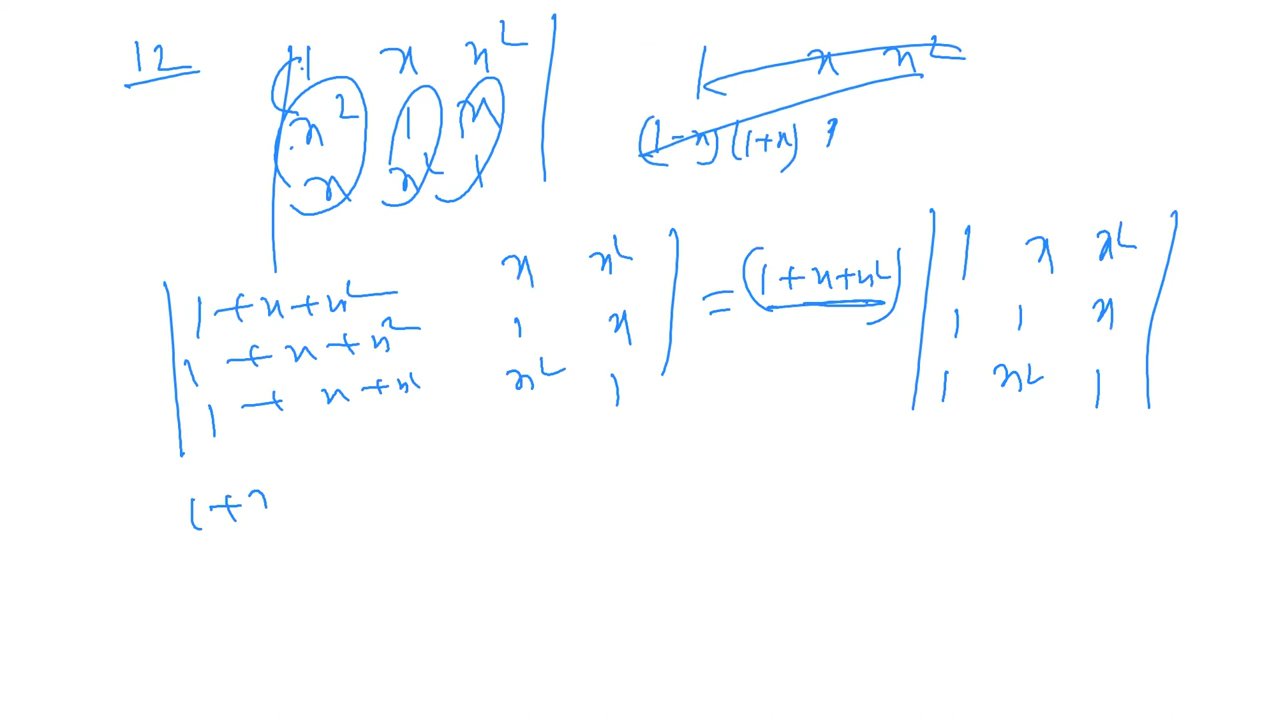 12 | 1 x x² |
| x² 1 x |
| x x² 1 |
x x²
(1-x)(1+x)
| 1+x+x² x x² | = (1+x+x²) | 1 x x² |
| 1+x+x² 1 x | | 1 1 x |
| 1+x+x² x² 1 | | 1 x² 1 |
(1+